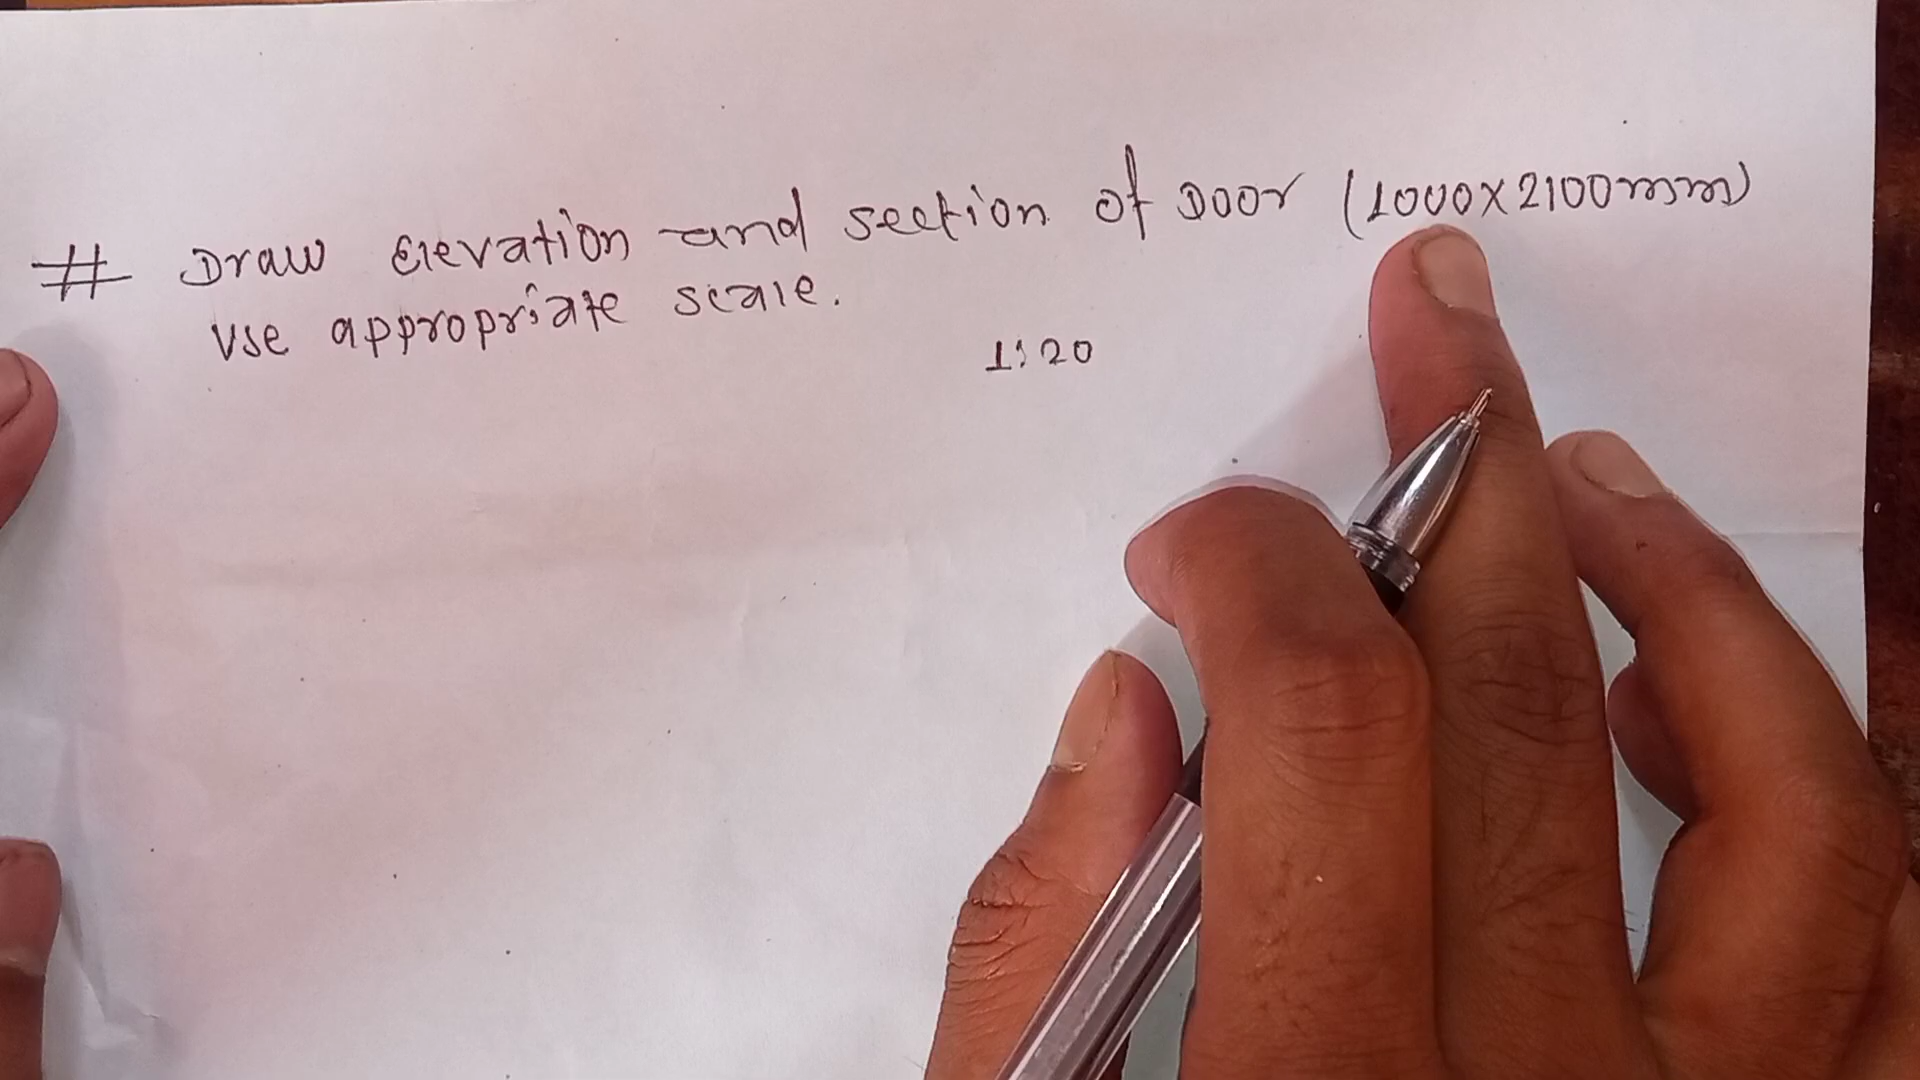 # Draw Elevation and section of Door (1000x2100mm)
Use appropriate scale.
1:20